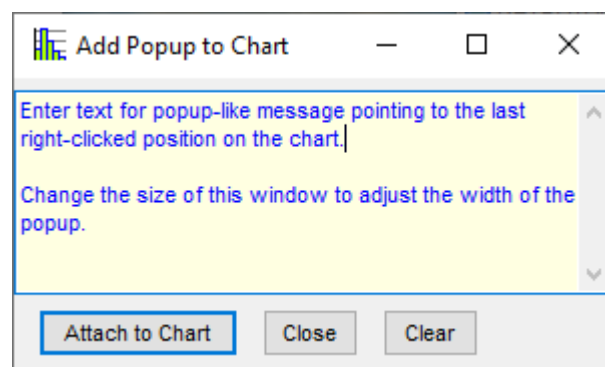 Add Popup to Chart
Enter text for popup-like message pointing to the last
right-clicked position on the chart.
Change the size of this window to adjust the width of the
popup.
Attach to Chart Close Clear